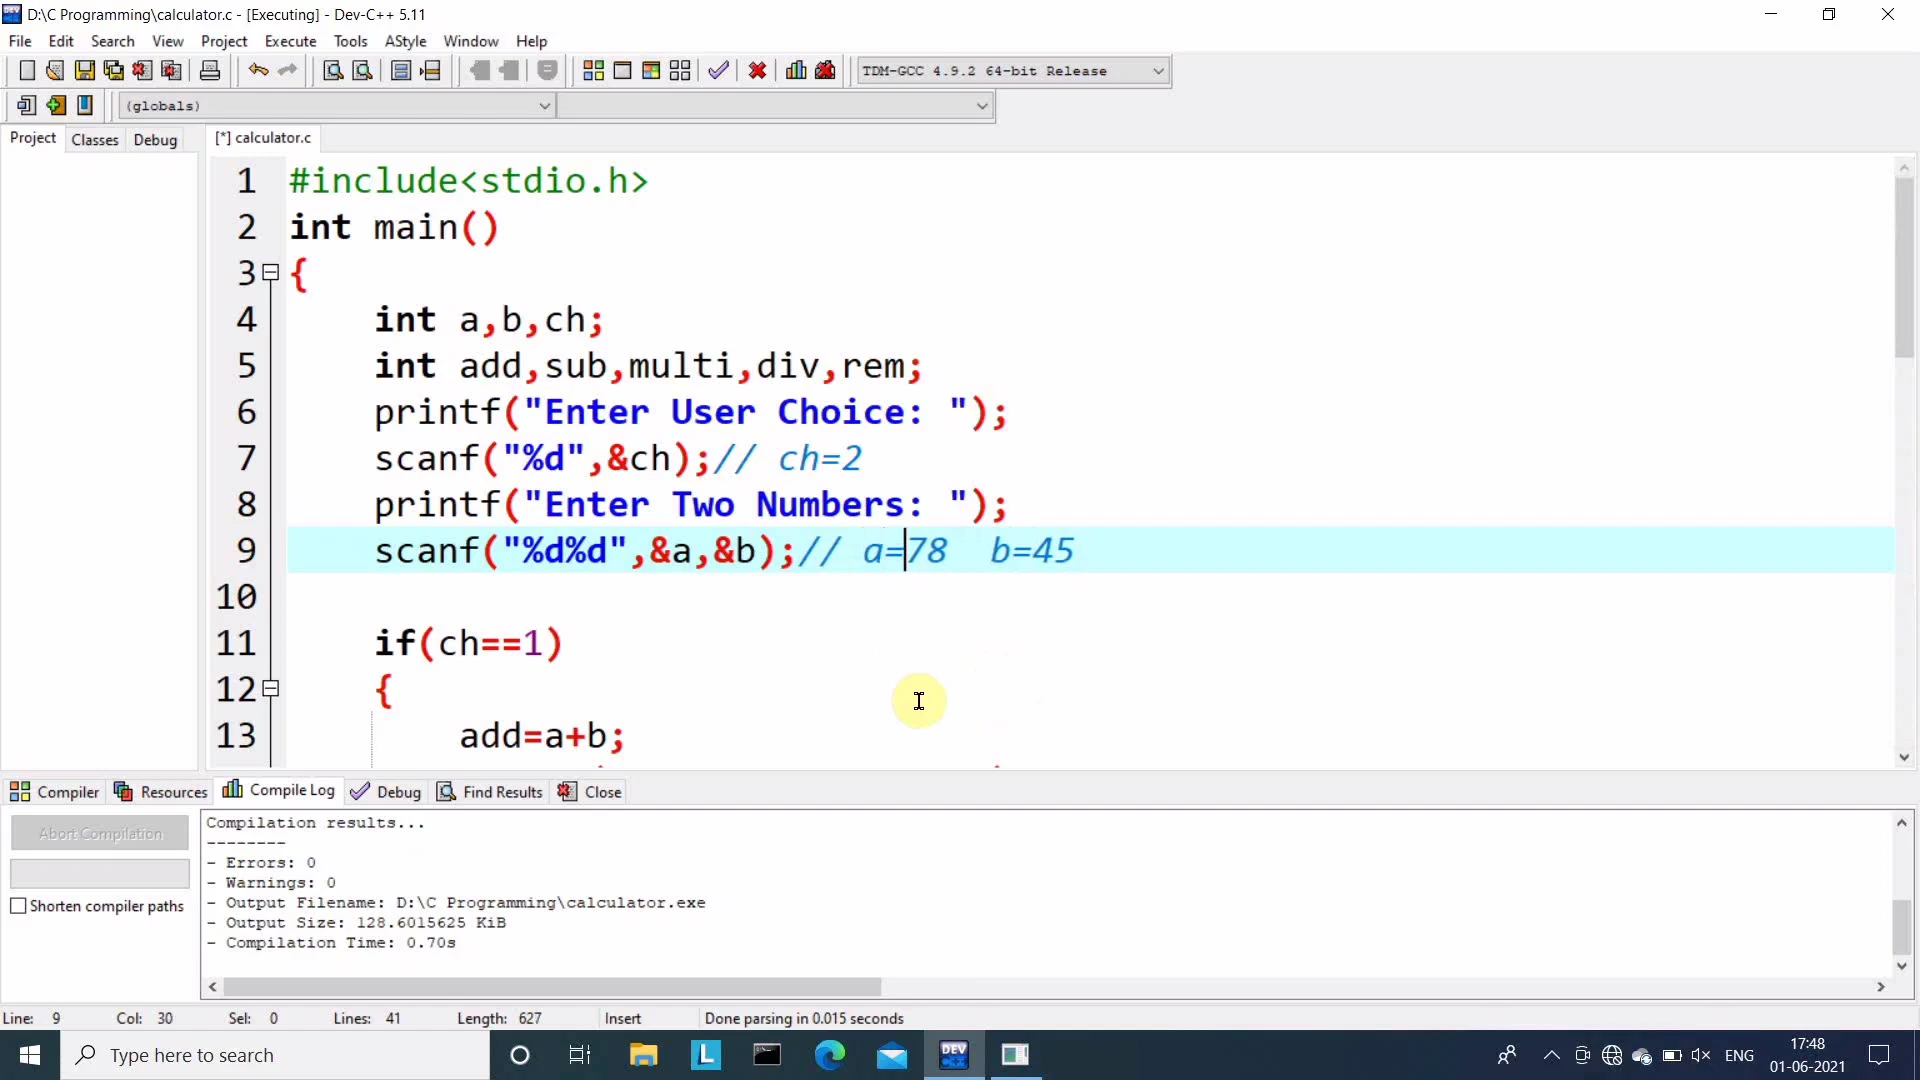 D:\C Programming\calculator.c - [Executing] - Dev-C++ 5.11
File Edit Search View Project Execute Tools AStyle Window Help
TDM-GCC 4.9.2 64-bit Release
(globals)
Project Classes Debug [*] calculator.c
1 #include<stdio.h>
2 int main()
3 {
4 int a,b,ch;
5 int add,sub,multi,div,rem;
6 printf("Enter User Choice: ");
7 scanf("%d",&ch);// ch=2
8 printf("Enter Two Numbers: ");
9 scanf("%d%d",&a,&b);// a=78  b=45
10
11 if(ch==1)
12 {
13 add=a+b;
Compiler Resources Compile Log Debug Find Results Close
Abort Compilation
Shorten compiler paths
Compilation results...
--------
- Errors: 0
- Warnings: 0
- Output Filename: D:\C Programming\calculator.exe
- Output Size: 128.6015625 KiB
- Compilation Time: 0.70s
Line: 9 Col: 30 Sel: 0 Lines: 41 Length: 627 Insert Done parsing in 0.015 seconds
Type here to search
L
DEV C++
ENG
17:48
01-06-2021